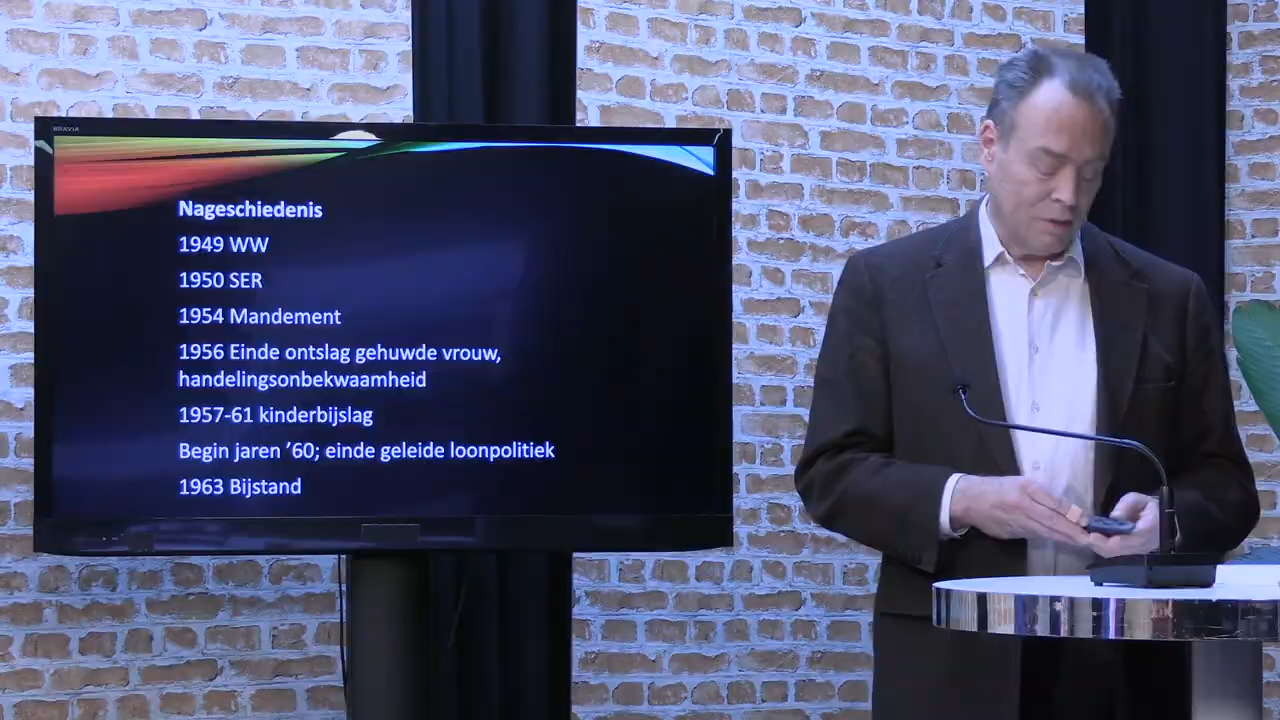 BRAVIA
Nageschiedenis
1949 WW
1950 SER
1954 Mandement
1956 Einde ontslag gehuwde vrouw,
handelingsonbekwaamheid
1957-61 kinderbijslag
Begin jaren ’60; einde geleide loonpolitiek
1963 Bijstand